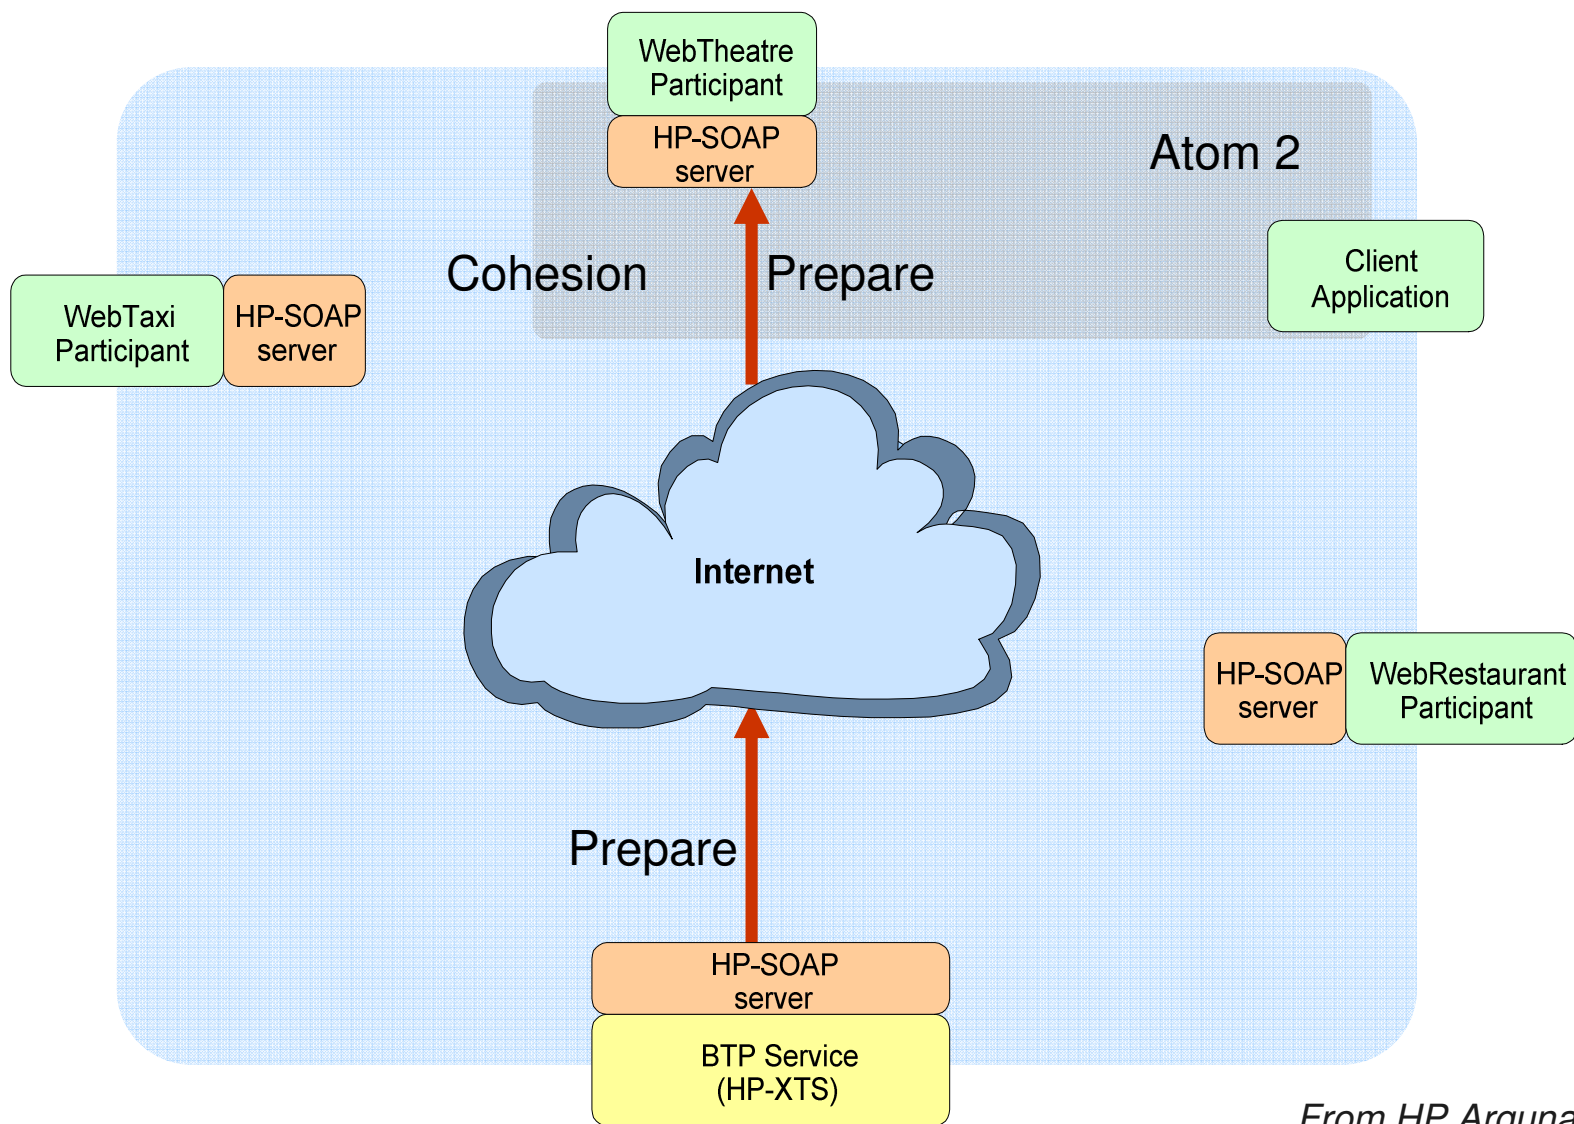 WebTheatre
Participant
HP-SOAP
server
Atom 2
Cohesion
Prepare
Client
Application
WebTaxi
Participant
HP-SOAP
server
Internet
HP-SOAP
server
WebRestaurant
Participant
Prepare
HP-SOAP
server
BTP Service
(HP-XTS)
From HP Arguna